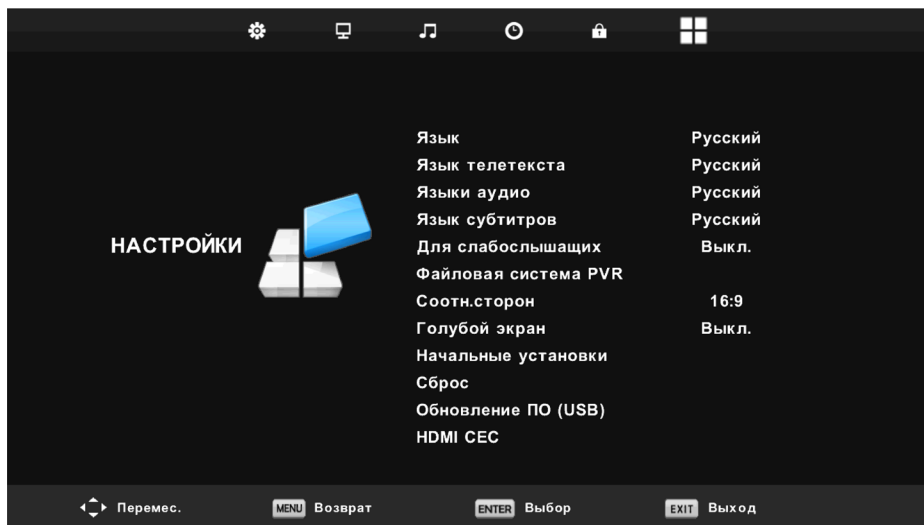 НАСТРОЙКИ
Язык Русский
Язык телетекста Русский
Языки аудио Русский
Язык субтитров Русский
Для слабослышащих Выкл.
Файловая система PVR
Соотн.сторон 16:9
Голубой экран Выкл.
Начальные установки
Сброс
Обновление ПО (USB)
HDMI CEC
Перемес. MENU Возврат ENTER Выбор EXIT Выход